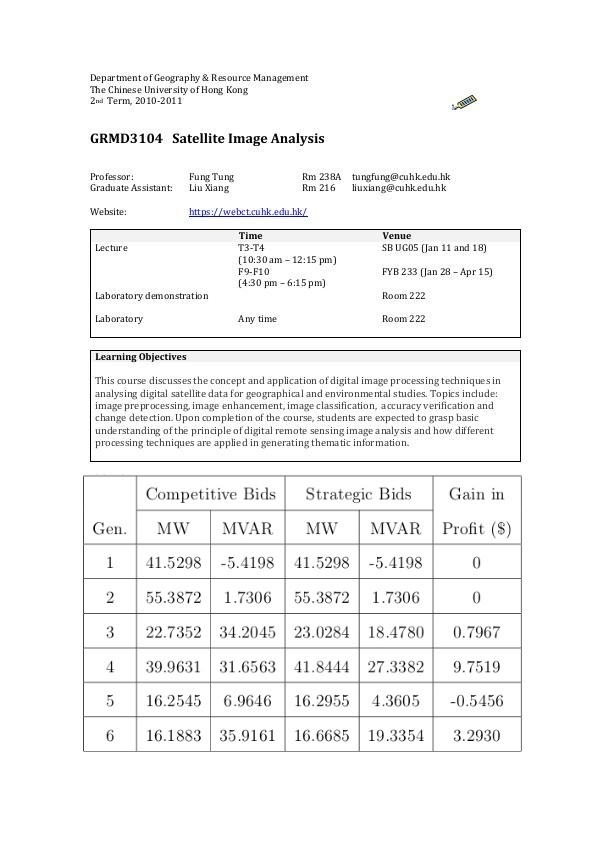 Department of Geography & Resource Management
The Chinese University of Hong Kong
2nd Term, 2010-2011
GRMD3104 Satellite Image Analysis
Professor: Fung Tung Rm 238A tungfung@cuhk.edu.hk
Graduate Assistant: Liu Xiang Rm 216 liuxiang@cuhk.edu.hk
Website: https://webct.cuhk.edu.hk/
Time Venue
Lecture T3-T4 SB UG05 (Jan 11 and 18)
(10:30 am – 12:15 pm)
F9-F10 FYB 233 (Jan 28 – Apr 15)
(4:30 pm – 6:15 pm)
Laboratory demonstration Room 222
Laboratory Any time Room 222
Learning Objectives
This course discusses the concept and application of digital image processing techniques in
analysing digital satellite data for geographical and environmental studies. Topics include:
image preprocessing, image enhancement, image classification, accuracy verification and
change detection. Upon completion of the course, students are expected to grasp basic
understanding of the principle of digital remote sensing image analysis and how different
processing techniques are applied in generating thematic information.
Competitive Bids Strategic Bids Gain in
Gen. MW MVAR MW MVAR Profit ($)
1 41.5298 -5.4198 41.5298 -5.4198 0
2 55.3872 1.7306 55.3872 1.7306 0
3 22.7352 34.2045 23.0284 18.4780 0.7967
4 39.9631 31.6563 41.8444 27.3382 9.7519
5 16.2545 6.9646 16.2955 4.3605 -0.5456
6 16.1883 35.9161 16.6685 19.3354 3.2930